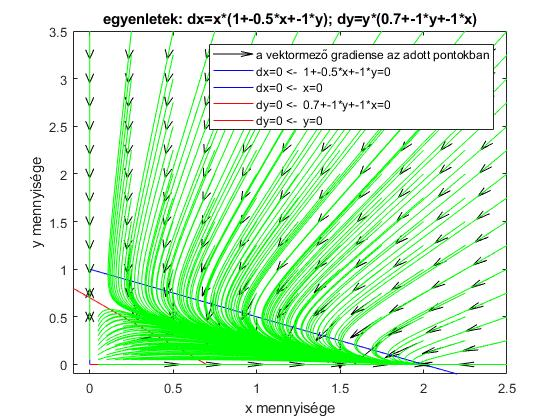 egyenletek: dx=x*(1+-0.5*x+-1*y); dy=y*(0.7+-1*y+-1*x)
a vektormező gradiense az adott pontokban
dx=0 <- 1+-0.5*x+-1*y=0
dx=0 <- x=0
dy=0 <- 0.7+-1*y+-1*x=0
dy=0 <- y=0
y mennyisége
3.5
3
2.5
2
1.5
1
0.5
0
0
0.5
1
1.5
2
2.5
x mennyisége